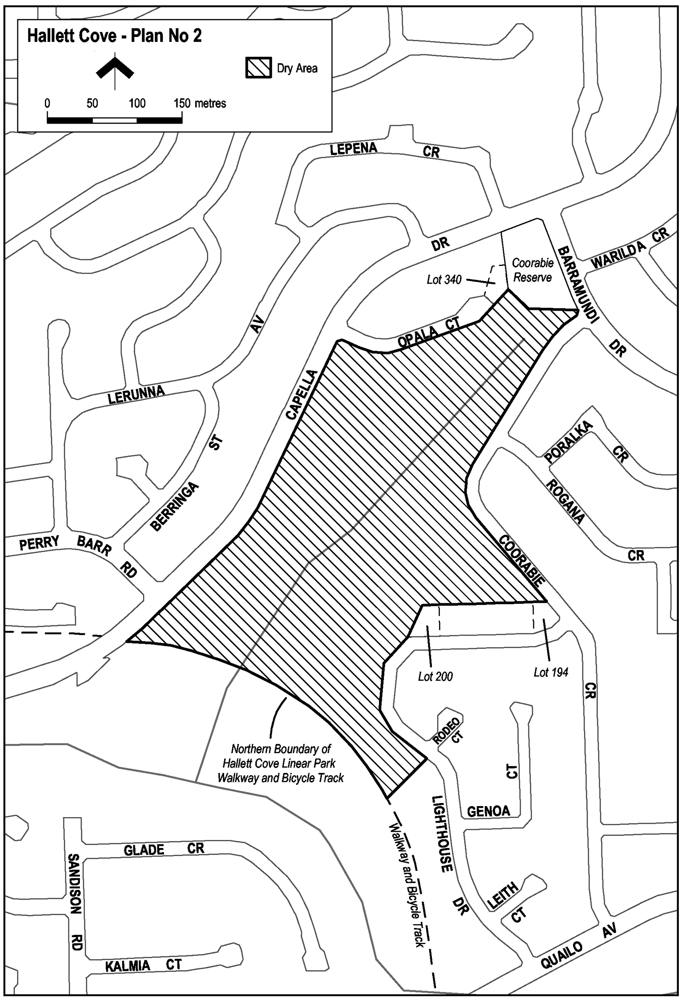 Hallett Cove - Plan No 2
Dry Area
0 50 100 150 metres
LEPENA CR
DR
WARILDA CR
BARRAMUNDI DR
Coorabie
Reserve
Lot 340
AV
OPALA CT
CAPELLA
LERUNNA
ST
BERRINGA
PORALKA CR
ROGANA CR
PERRY BARR RD
COORABIE CR
Lot 200
Lot 194
RODEO CT
Northern Boundary of
Hallett Cove Linear Park
Walkway and Bicycle Track
CT
GENOA
LIGHTHOUSE DR
Walkway and Bicycle Track
GLADE CR
SANDISON RD
LEITH CT
KALMIA CT
QUAILO AV